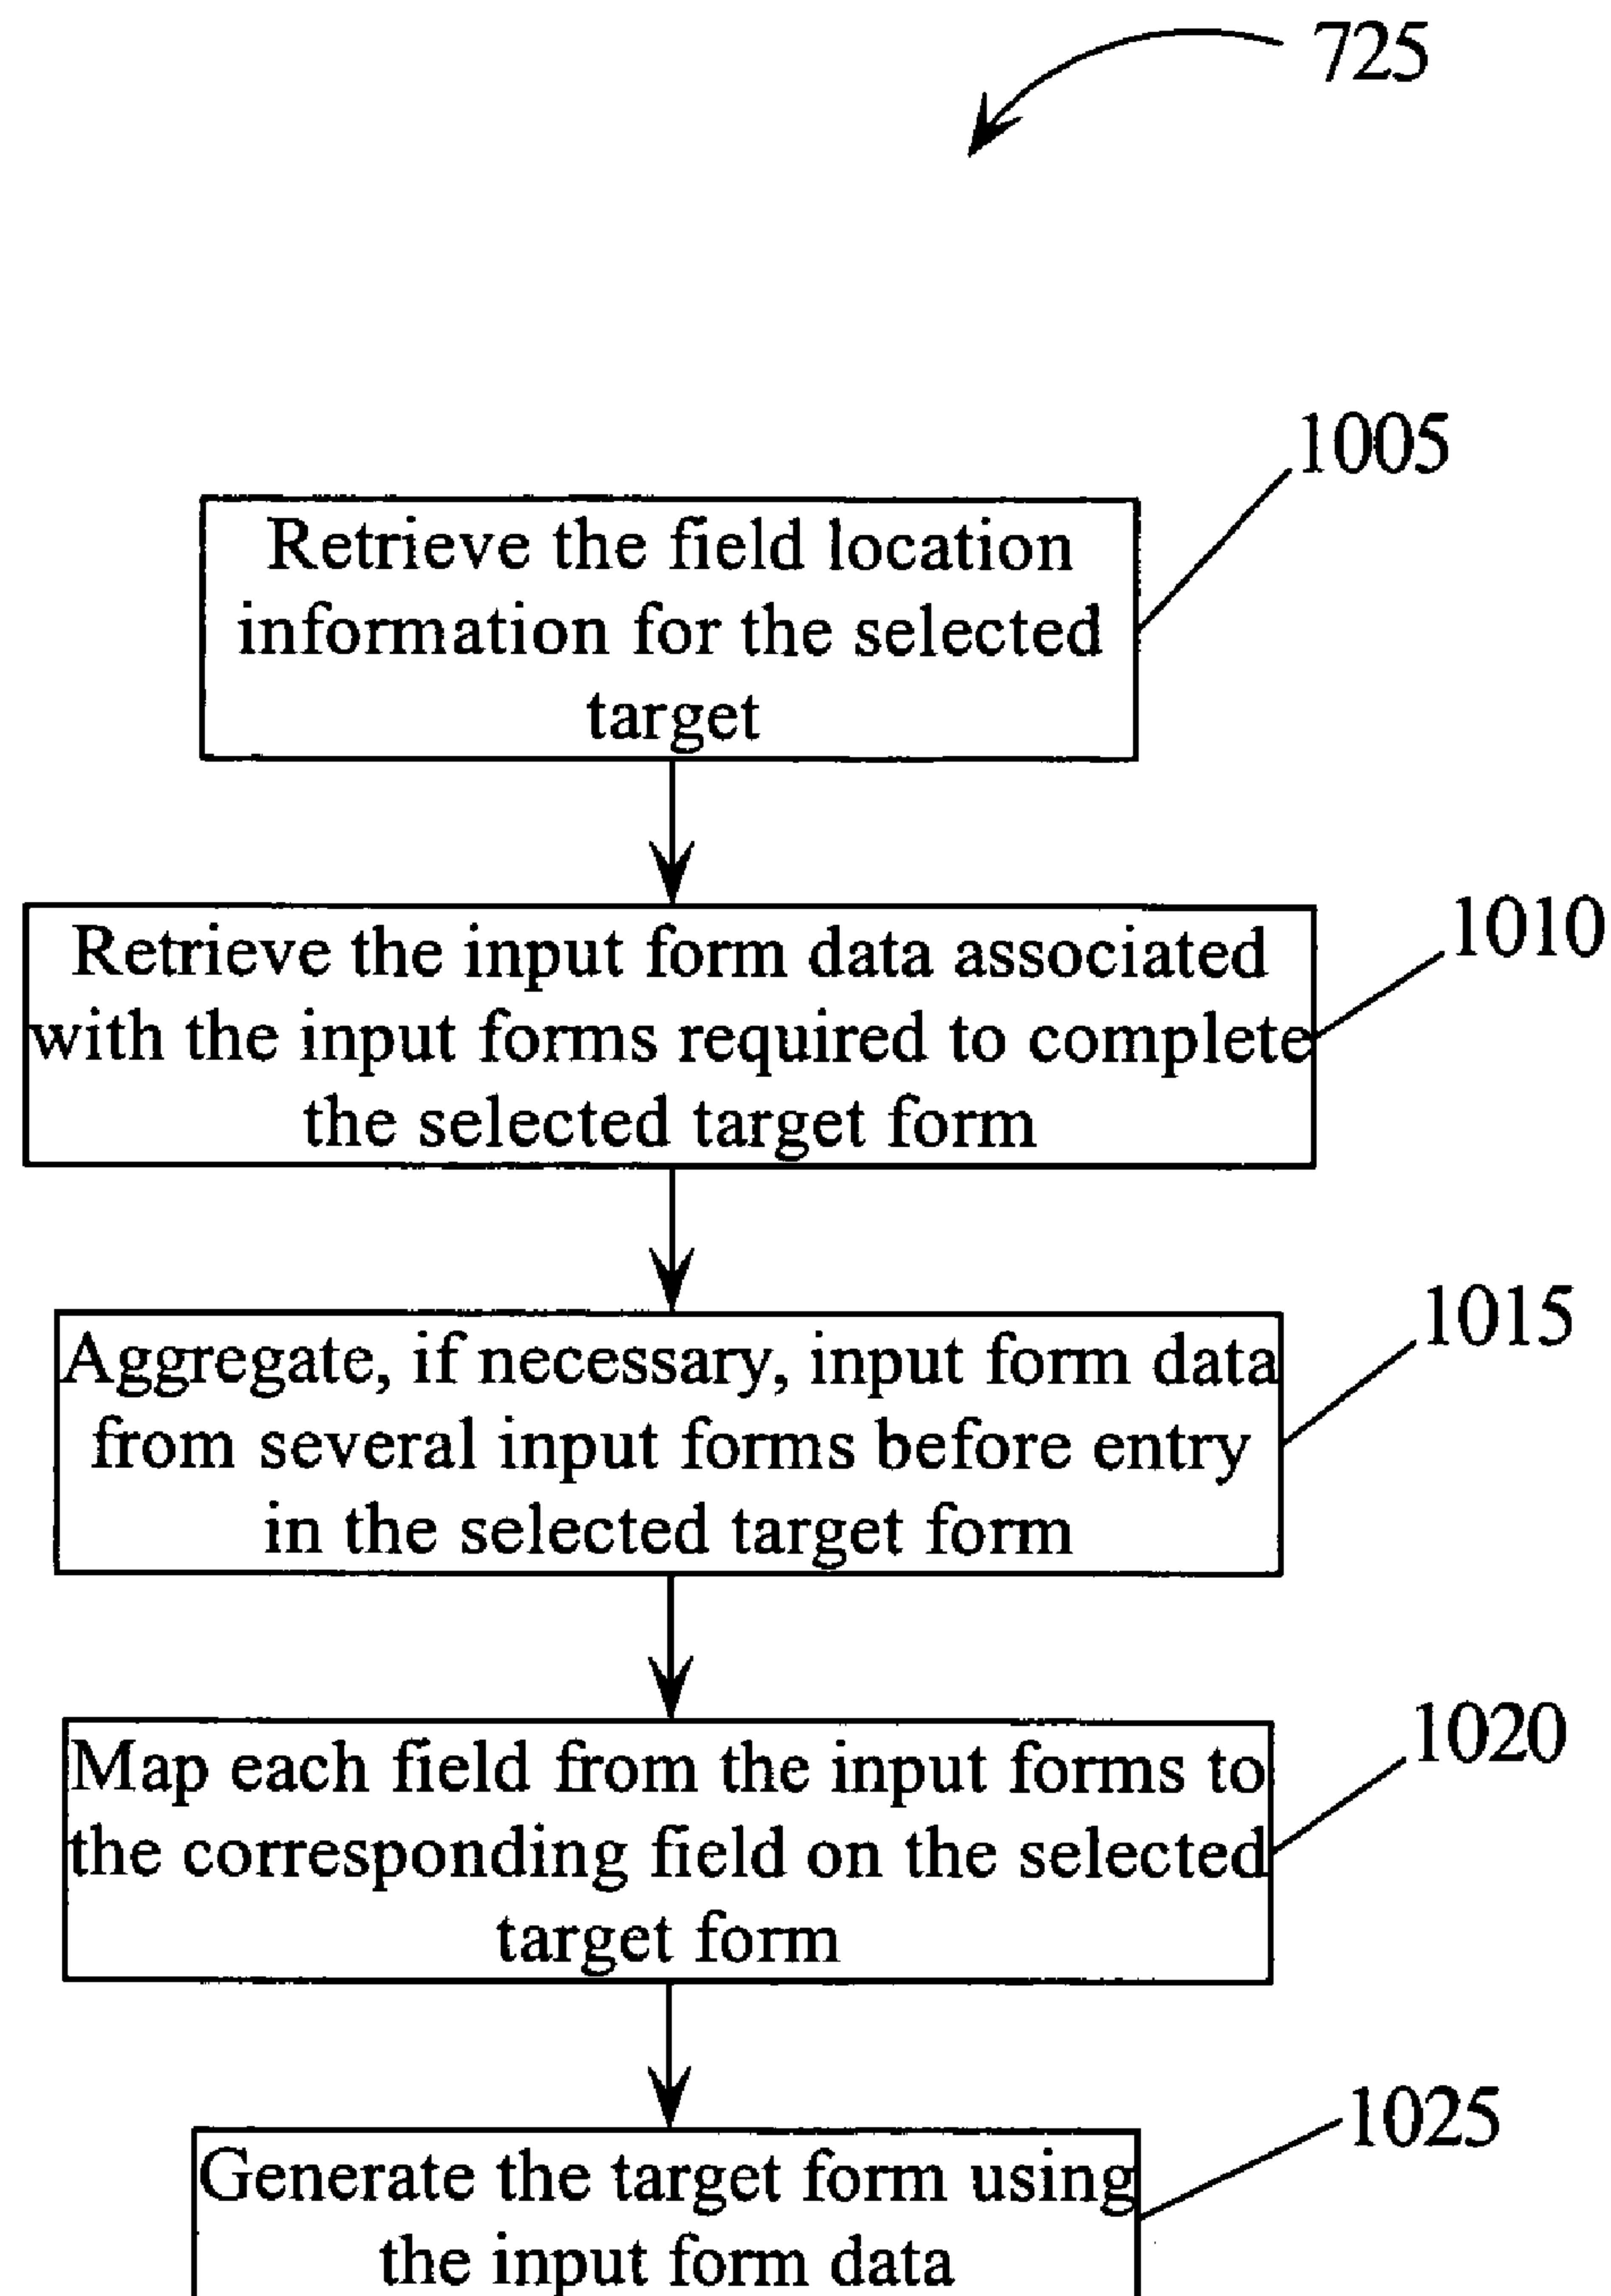 725
1005
Retrieve the field location
information for the selected
target
1010
Retrieve the input form data associated
with the input forms required to complete
the selected target form
1015
Aggregate, if necessary, input form data
from several input forms before entry
in the selected target form
1020
Map each field from the input forms to
the corresponding field on the selected
target form
1025
Generate the target form using
the input form data